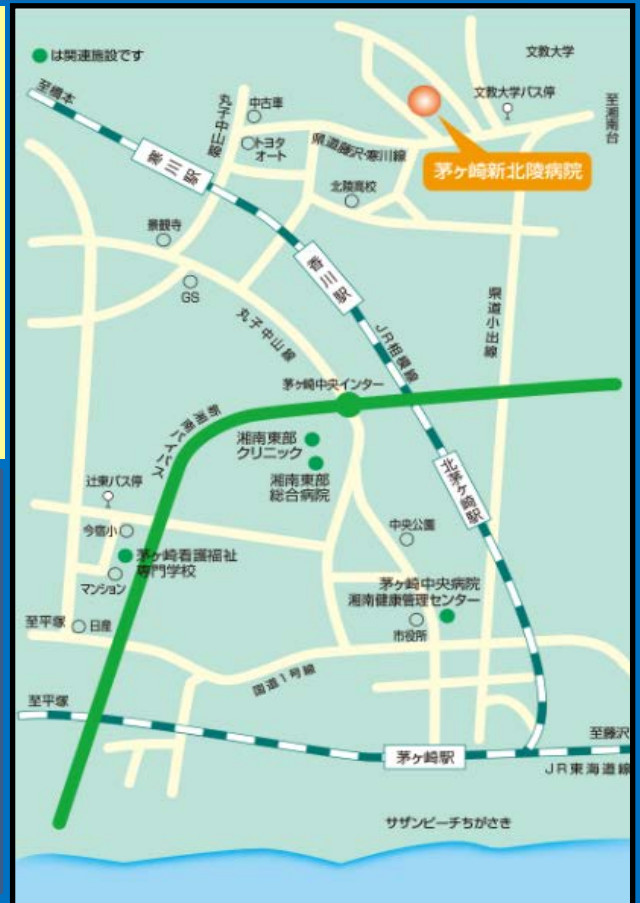 は関連施設です
文教大学
至橋本
丸子中山線
中古車
文教大学バス停
至湘南台
トヨタ
オート
県道藤沢・寒川線
茅ヶ崎新北陵病院
寒川駅
北陵高校
景観寺
香川駅
GS
県道小出線
丸子中山線
JR相模線
茅ヶ崎中央インター
新湘南バイパス
湘南東部
クリニック
湘南東部
総合病院
北茅ヶ崎駅
辻東バス停
今宿小
中央公園
茅ヶ崎看護福祉
専門学校
マンション
茅ヶ崎中央病院
湘南健康管理センター
至平塚
日産
市役所
国道1号線
至平塚
茅ヶ崎駅
至藤沢
JR東海道線
サザンビーチちがさき